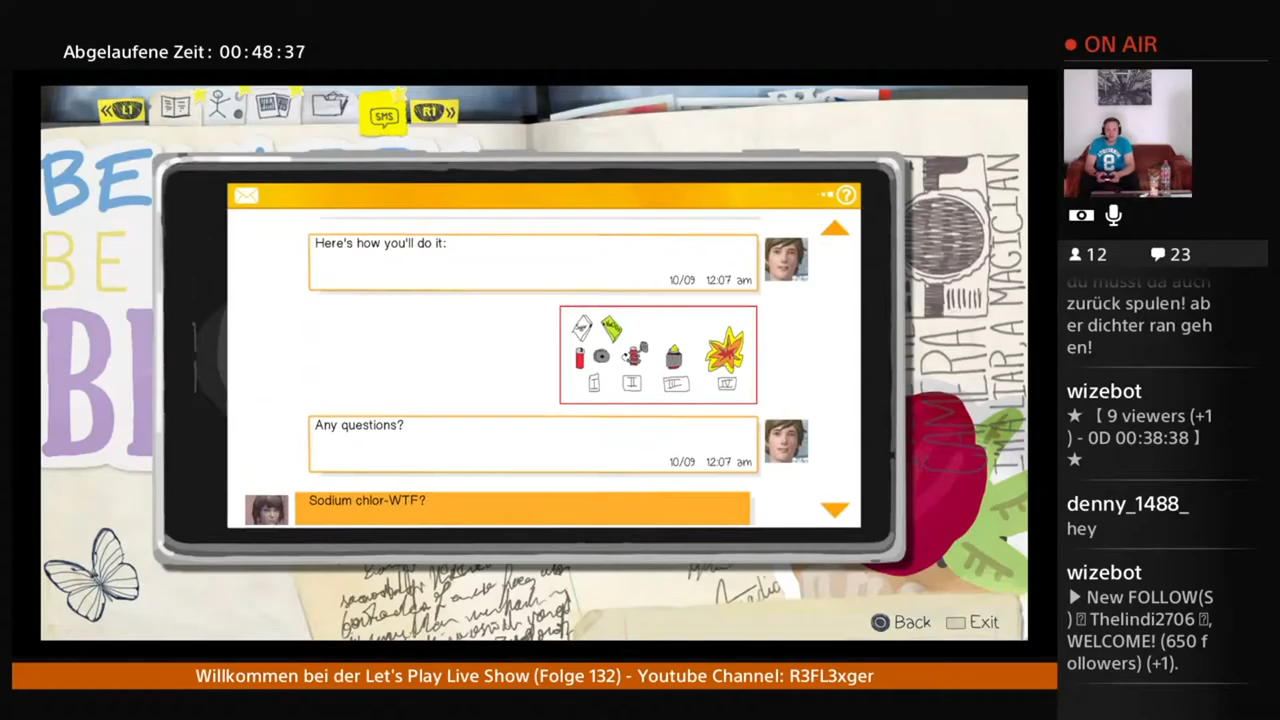 Abgelaufene Zeit: 00:48:37
ON AIR
L1
SMS
R1
BE
BE
Here's how you'll do it:
10/09 12:07 am
I II III IV
Any questions?
10/09 12:07 am
Sodium chlor-WTF?
CAMERA
A MAGICIAN
Back
Exit
12
23
du musst da auch
zurück spulen! ab
er dichter ran geh
en!
wizebot
★ 【 9 viewers (+1
) - 0D 00:38:38 】
★
denny_1488_
hey
wizebot
▶ New FOLLOW(S
) Thelindi2706 ,
WELCOME! (650 f
ollowers) (+1).
Willkommen bei der Let's Play Live Show (Folge 132) - Youtube Channel: R3FL3xger